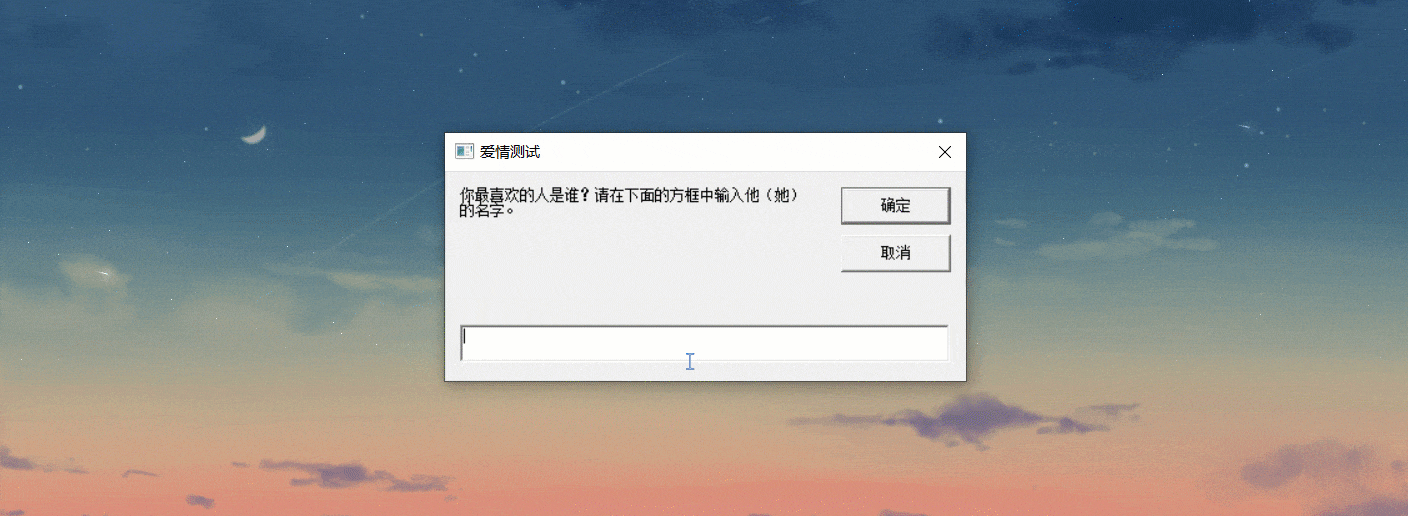 爱情测试
你最喜欢的人是谁？请在下面的方框中输入他（她）
的名字。
确定
取消